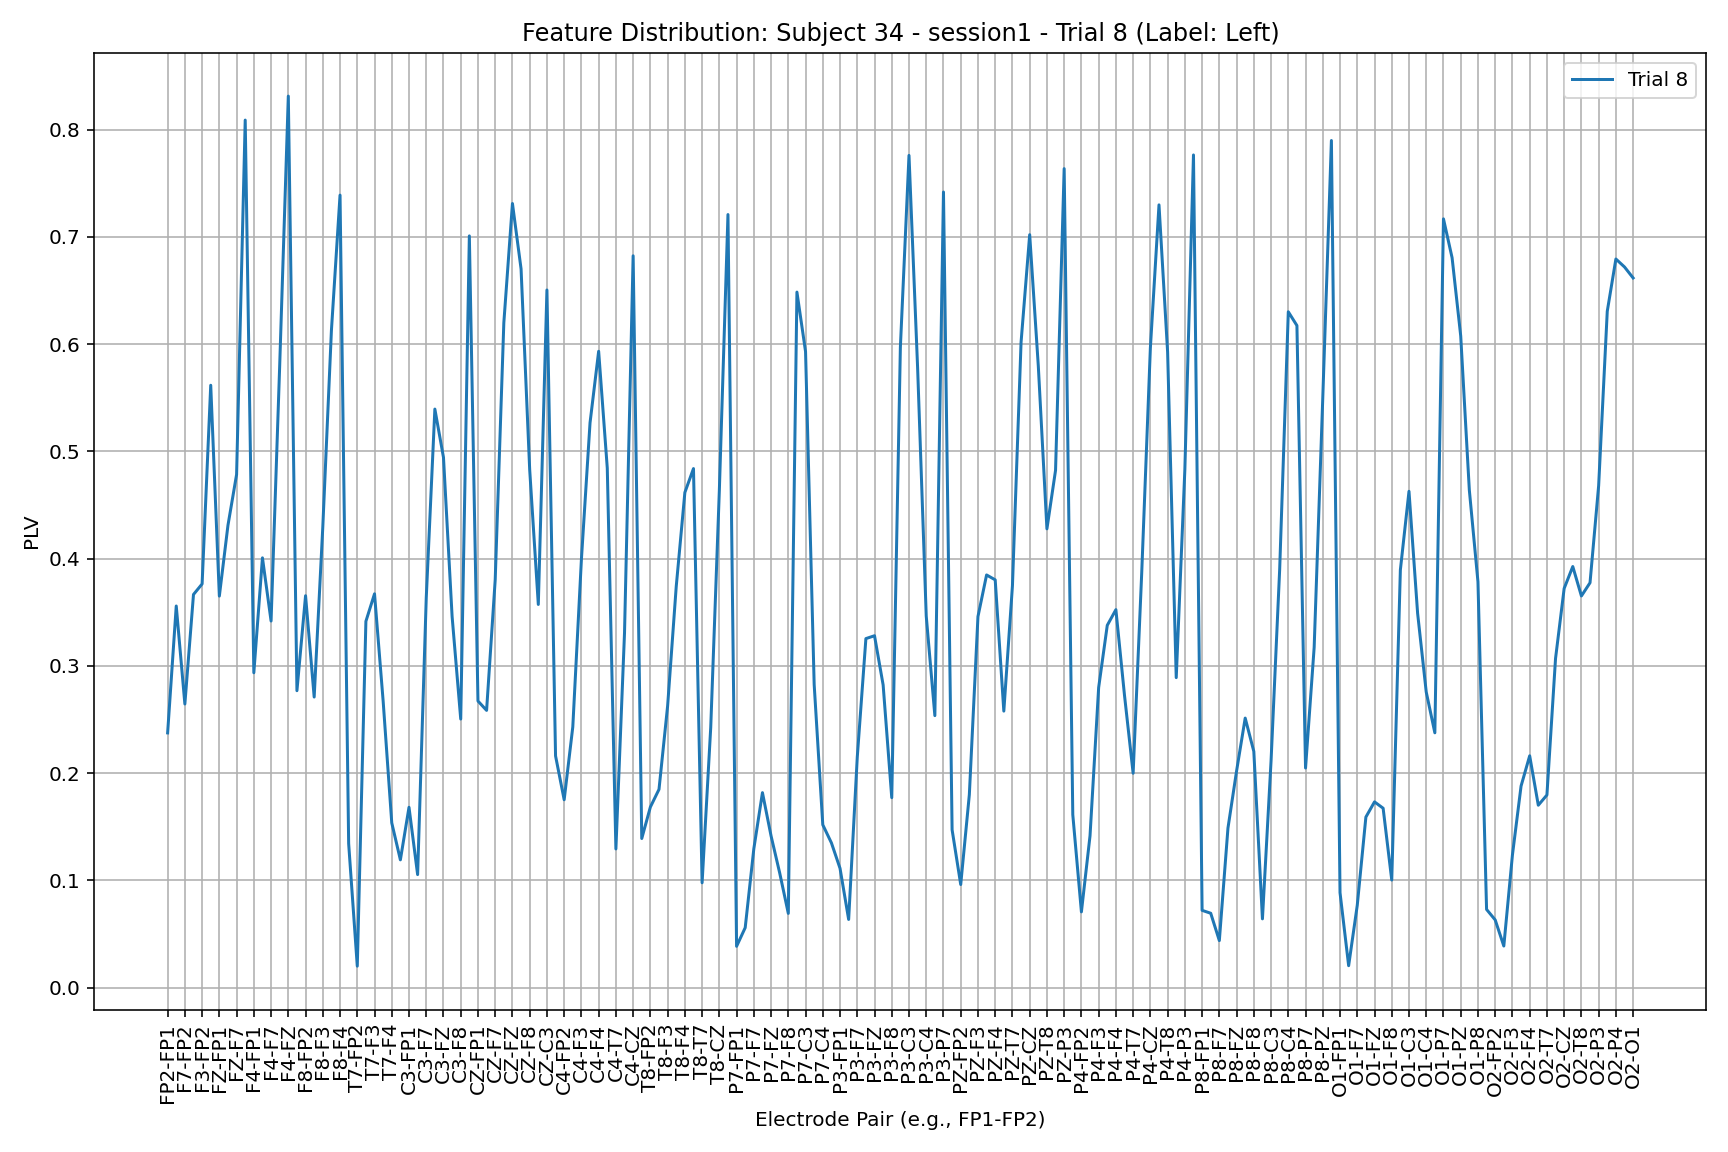 Feature Distribution: Subject 34 - session1 - Trial 8 (Label: Left)
Trial 8
0.8
0.7
0.6
0.5
0.4
0.3
0.2
0.1
0.0
PLV
FP2-FP1
F7-FP2
F3-FP2
FZ-FP1
FZ-F7
F4-FP1
F4-F7
F4-FZ
F8-FP2
F8-F3
F8-F4
T7-FP2
T7-F3
T7-F4
C3-FP1
C3-F7
C3-FZ
C3-F8
CZ-FP1
CZ-F7
CZ-FZ
CZ-F8
CZ-C3
C4-FP2
C4-F3
C4-F4
C4-T7
C4-CZ
T8-FP2
T8-F3
T8-F4
T8-T7
T8-CZ
P7-FP1
P7-F7
P7-FZ
P7-F8
P7-C3
P7-C4
P3-FP1
P3-F7
P3-FZ
P3-F8
P3-C3
P3-C4
P3-P7
PZ-FP2
PZ-F3
PZ-F4
PZ-T7
PZ-CZ
PZ-T8
PZ-P3
P4-FP2
P4-F3
P4-F4
P4-T7
P4-CZ
P4-T8
P4-P3
P8-FP1
P8-F7
P8-FZ
P8-F8
P8-C3
P8-C4
P8-P7
P8-PZ
O1-FP1
O1-F7
O1-FZ
O1-F8
O1-C3
O1-C4
O1-P7
O1-PZ
O1-P8
O2-FP2
O2-F3
O2-F4
O2-T7
O2-CZ
O2-T8
O2-P3
O2-P4
O2-O1
Electrode Pair (e.g., FP1-FP2)